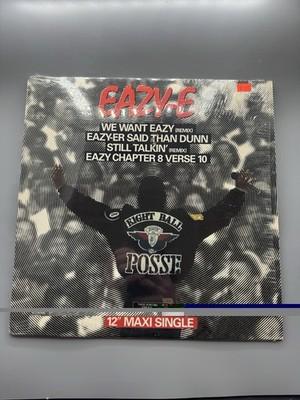 EAZY-E
WE WANT EAZY (REMIX)
EAZY-ER SAID THAN DUNN
STILL TALKIN' (REMIX)
EAZY CHAPTER 8 VERSE 10
EIGHT BALL
POSSE
12" MAXI SINGLE